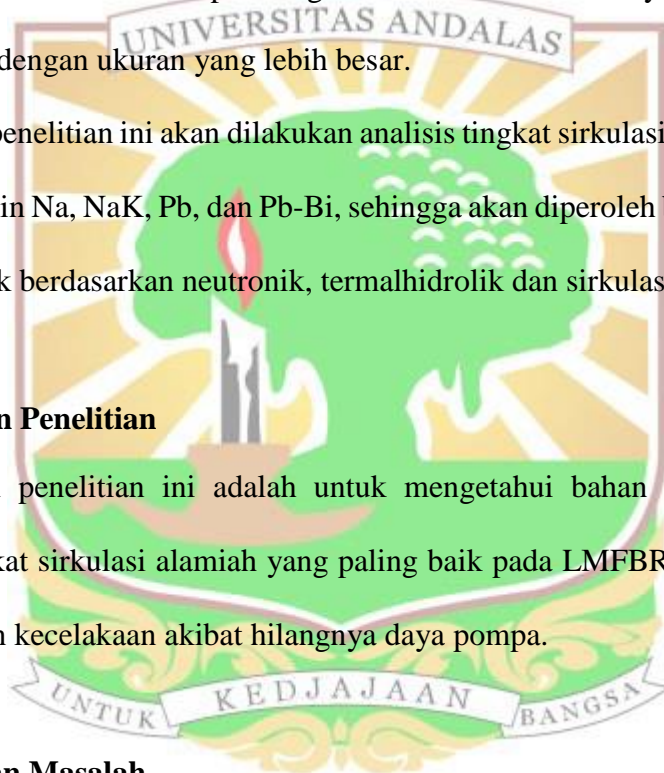 UNIVERSITAS ANDALAS
dengan ukuran yang lebih besar.
penelitian ini akan dilakukan analisis tingkat sirkulasi
in Na, NaK, Pb, dan Pb-Bi, sehingga akan diperoleh
k berdasarkan neutronik, termalhidrolik dan sirkulas
n Penelitian
penelitian ini adalah untuk mengetahui bahan
kat sirkulasi alamiah yang paling baik pada LMFBR
n kecelakaan akibat hilangnya daya pompa.
UNTUK KEDJAJAAN BANGSA
an Masalah